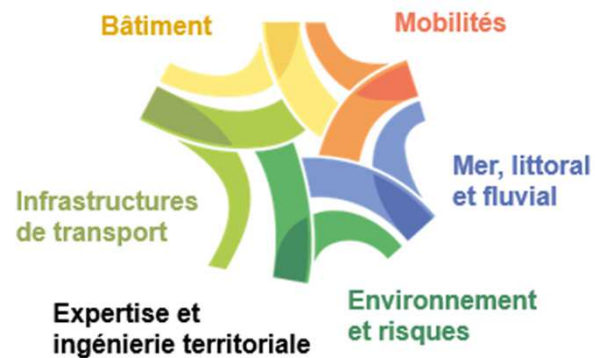 Bâtiment
Mobilités
Mer, littoral
et fluvial
Infrastructures
de transport
Environnement
et risques
Expertise et
ingénierie territoriale